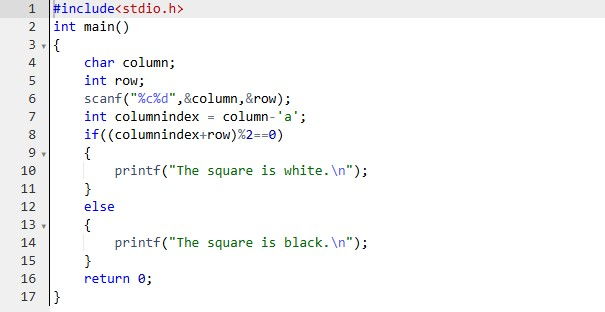 1 #include<stdio.h>
2 int main()
3 {
4     char column;
5     int row;
6     scanf("%c%d",&column,&row);
7     int columnindex = column-'a';
8     if((columnindex+row)%2==0)
9     {
10         printf("The square is white.\n");
11     }
12     else
13     {
14         printf("The square is black.\n");
15     }
16     return 0;
17 }